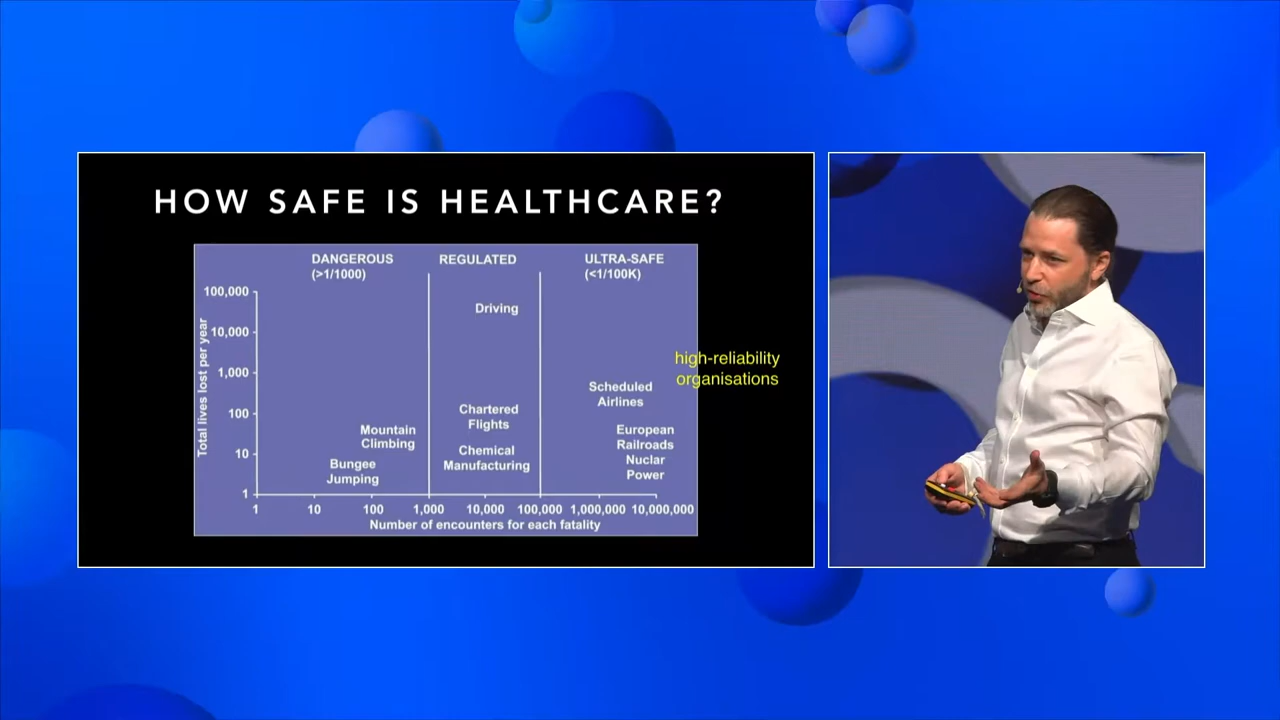 HOW SAFE IS HEALTHCARE?
DANGEROUS
(>1/1000)
REGULATED
ULTRA-SAFE
(<1/100K)
Total lives lost per year
100,000
10,000
1,000
100
10
1
Driving
high-reliability
organisations
Scheduled
Airlines
Chartered
Flights
Mountain
Climbing
European
Railroads
Nuclar
Power
Chemical
Manufacturing
Bungee
Jumping
1 10 100 1,000 10,000 100,000 1,000,000 10,000,000
Number of encounters for each fatality